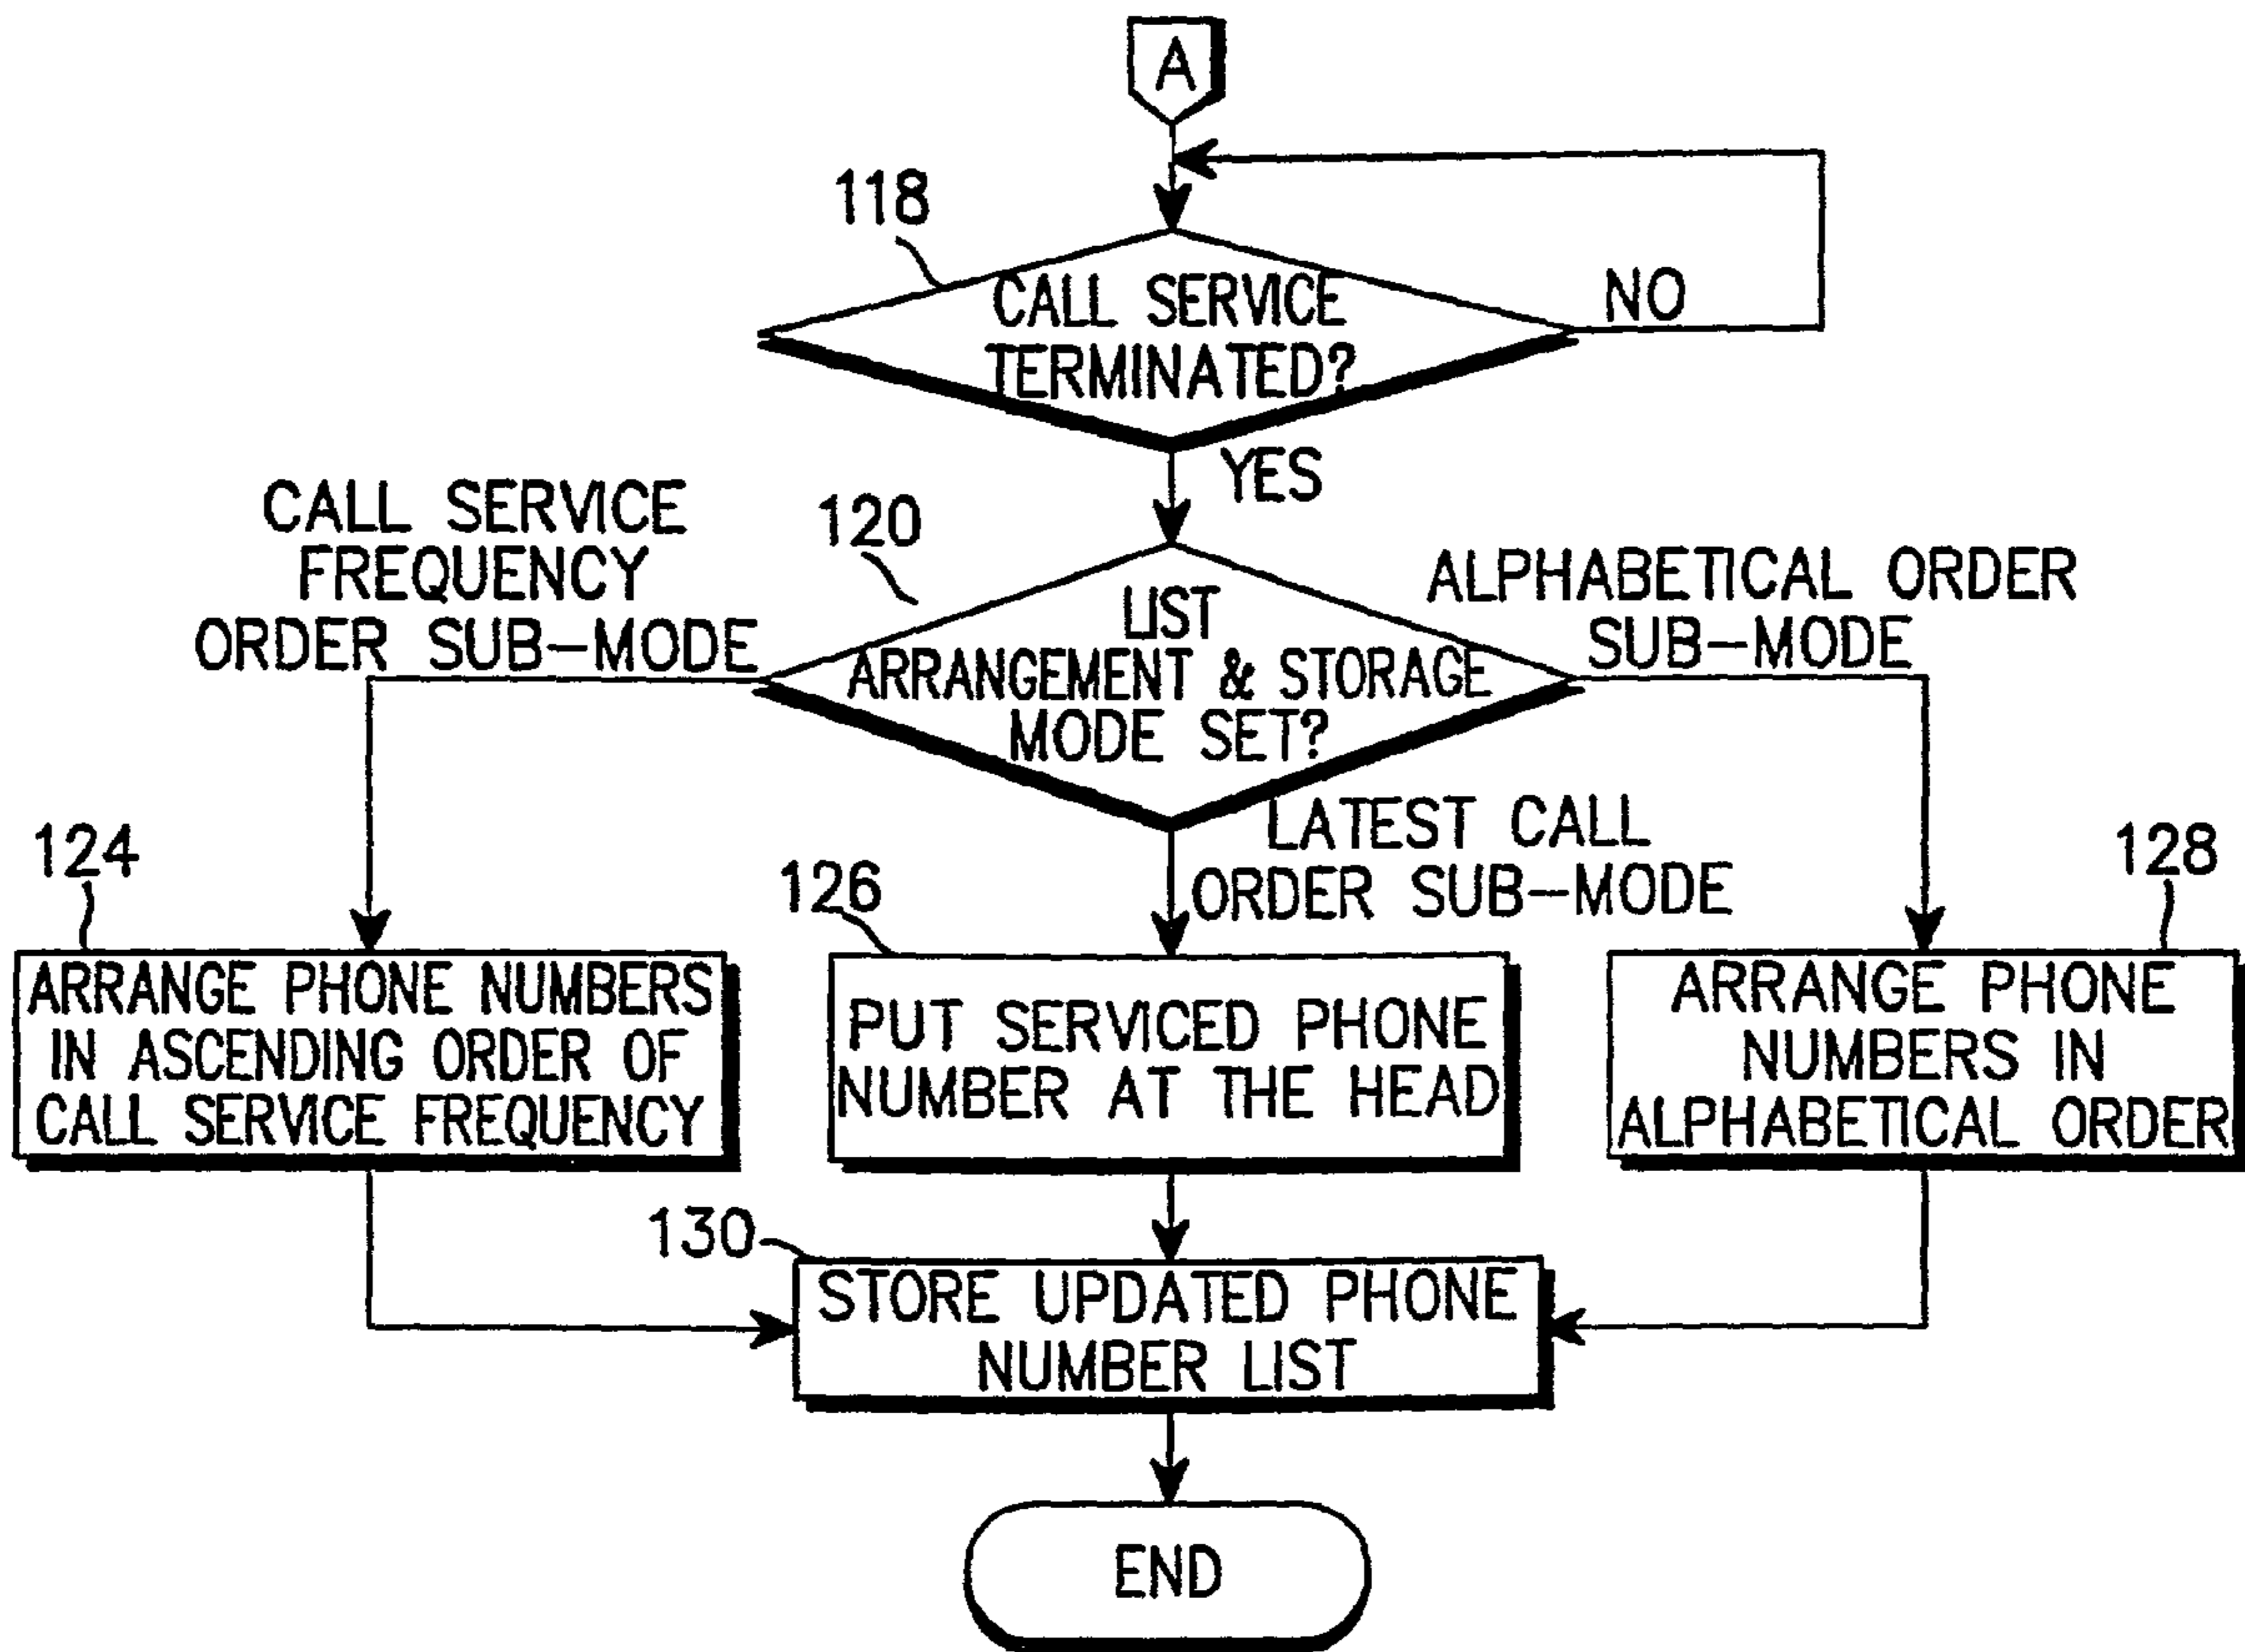 A
118
CALL SERVICE
TERMINATED?
NO
YES
120
CALL SERVICE
FREQUENCY
ORDER SUB-MODE
LIST
ARRANGEMENT & STORAGE
MODE SET?
ALPHABETICAL ORDER
SUB-MODE
LATEST CALL
ORDER SUB-MODE
124
ARRANGE PHONE NUMBERS
IN ASCENDING ORDER OF
CALL SERVICE FREQUENCY
126
PUT SERVICED PHONE
NUMBER AT THE HEAD
128
ARRANGE PHONE
NUMBERS IN
ALPHABETICAL ORDER
130
STORE UPDATED PHONE
NUMBER LIST
END